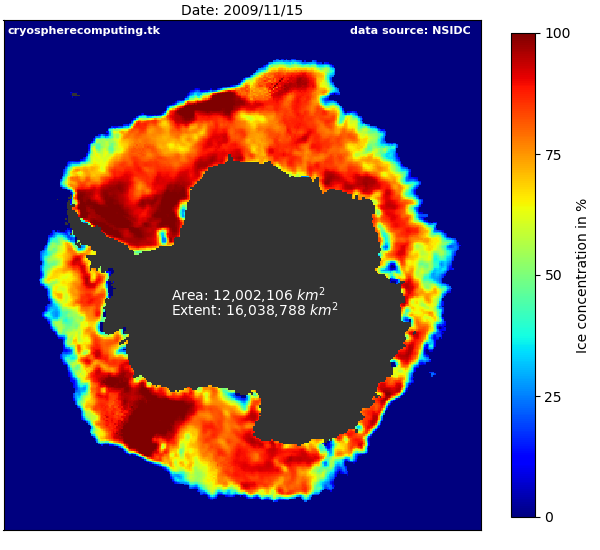 Date: 2009/11/15
cryospherecomputing.tk
data source: NSIDC
Area: 12,002,106 km²
Extent: 16,038,788 km²
100
75
50
25
0
Ice concentration in %